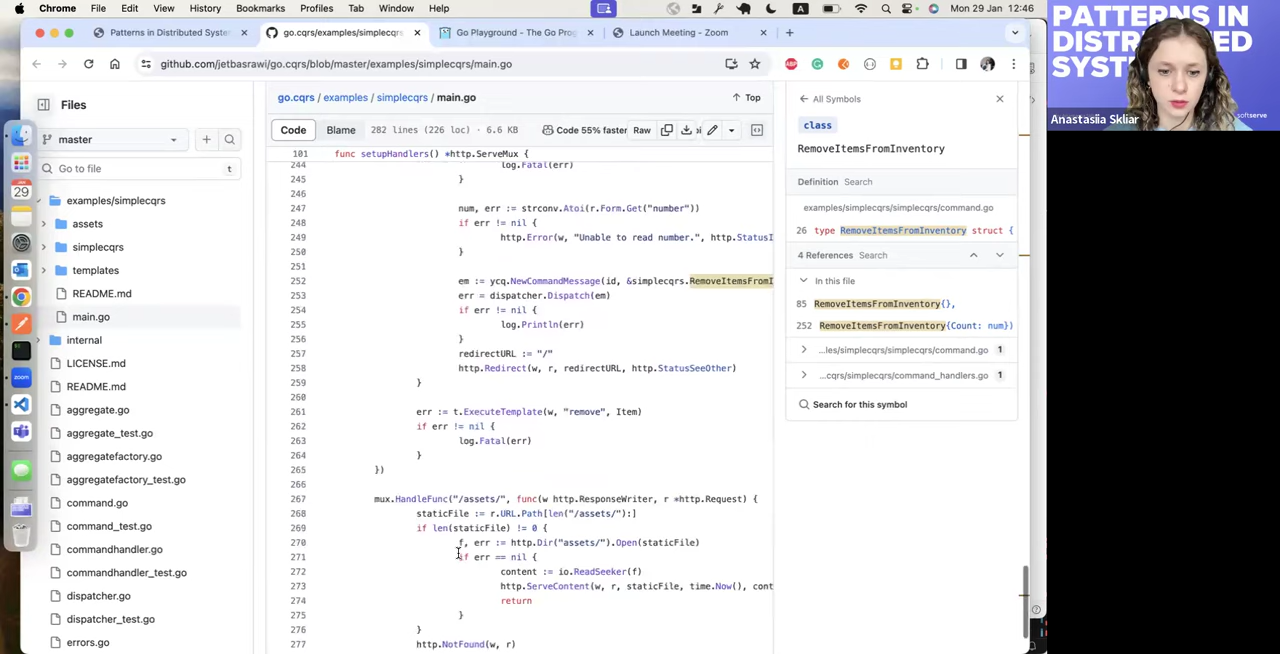 Chrome File Edit View History Bookmarks Profiles Tab Window Help Mon 29 Jan 12:46
Patterns in Distributed Syste
go.cqrs/examples/simplecqrs
Go Playground - The Go Prog
Launch Meeting - Zoom
github.com/jetbasrawi/go.cqrs/blob/master/examples/simplecqrs/main.go
Files
master
Go to file t
examples/simplecqrs
assets
simplecqrs
templates
README.md
main.go
internal
LICENSE.md
README.md
aggregate.go
aggregate_test.go
aggregatefactory.go
aggregatefactory_test.go
command.go
command_test.go
commandhandler.go
commandhandler_test.go
dispatcher.go
dispatcher_test.go
errors.go
go.cqrs / examples / simplecqrs / main.go Top
Code Blame 282 lines (226 loc) · 6.6 KB Code 55% faster Raw
101 func setupHandlers() *http.ServeMux {
244 log.Fatal(err)
245 }
246
247 num, err := strconv.Atoi(r.Form.Get("number"))
248 if err != nil {
249 http.Error(w, "Unable to read number.", http.StatusI
250 }
251
252 em := ycq.NewCommandMessage(id, &simplecqrs.RemoveItemsFromI
253 err = dispatcher.Dispatch(em)
254 if err != nil {
255 log.Println(err)
256 }
257 redirectURL := "/"
258 http.Redirect(w, r, redirectURL, http.StatusSeeOther)
259 }
260
261 err := t.ExecuteTemplate(w, "remove", Item)
262 if err != nil {
263 log.Fatal(err)
264 }
265 })
266
267 mux.HandleFunc("/assets/", func(w http.ResponseWriter, r *http.Request) {
268 staticFile := r.URL.Path[len("/assets/"):]
269 if len(staticFile) != 0 {
270 f, err := http.Dir("assets/").Open(staticFile)
271 if err == nil {
272 content := io.ReadSeeker(f)
273 http.ServeContent(w, r, staticFile, time.Now(), cont
274 return
275 }
276 }
277 http.NotFound(w, r)
All Symbols
class
RemoveItemsFromInventory
Definition Search
examples/simplecqrs/simplecqrs/command.go
26 type RemoveItemsFromInventory struct {
4 References Search
In this file
85 RemoveItemsFromInventory{},
252 RemoveItemsFromInventory{Count: num})
...les/simplecqrs/simplecqrs/command.go 1
...cqrs/simplecqrs/command_handlers.go 1
Search for this symbol
PATTERNS IN
Anastasiia Skliar
softserve
29
zoom